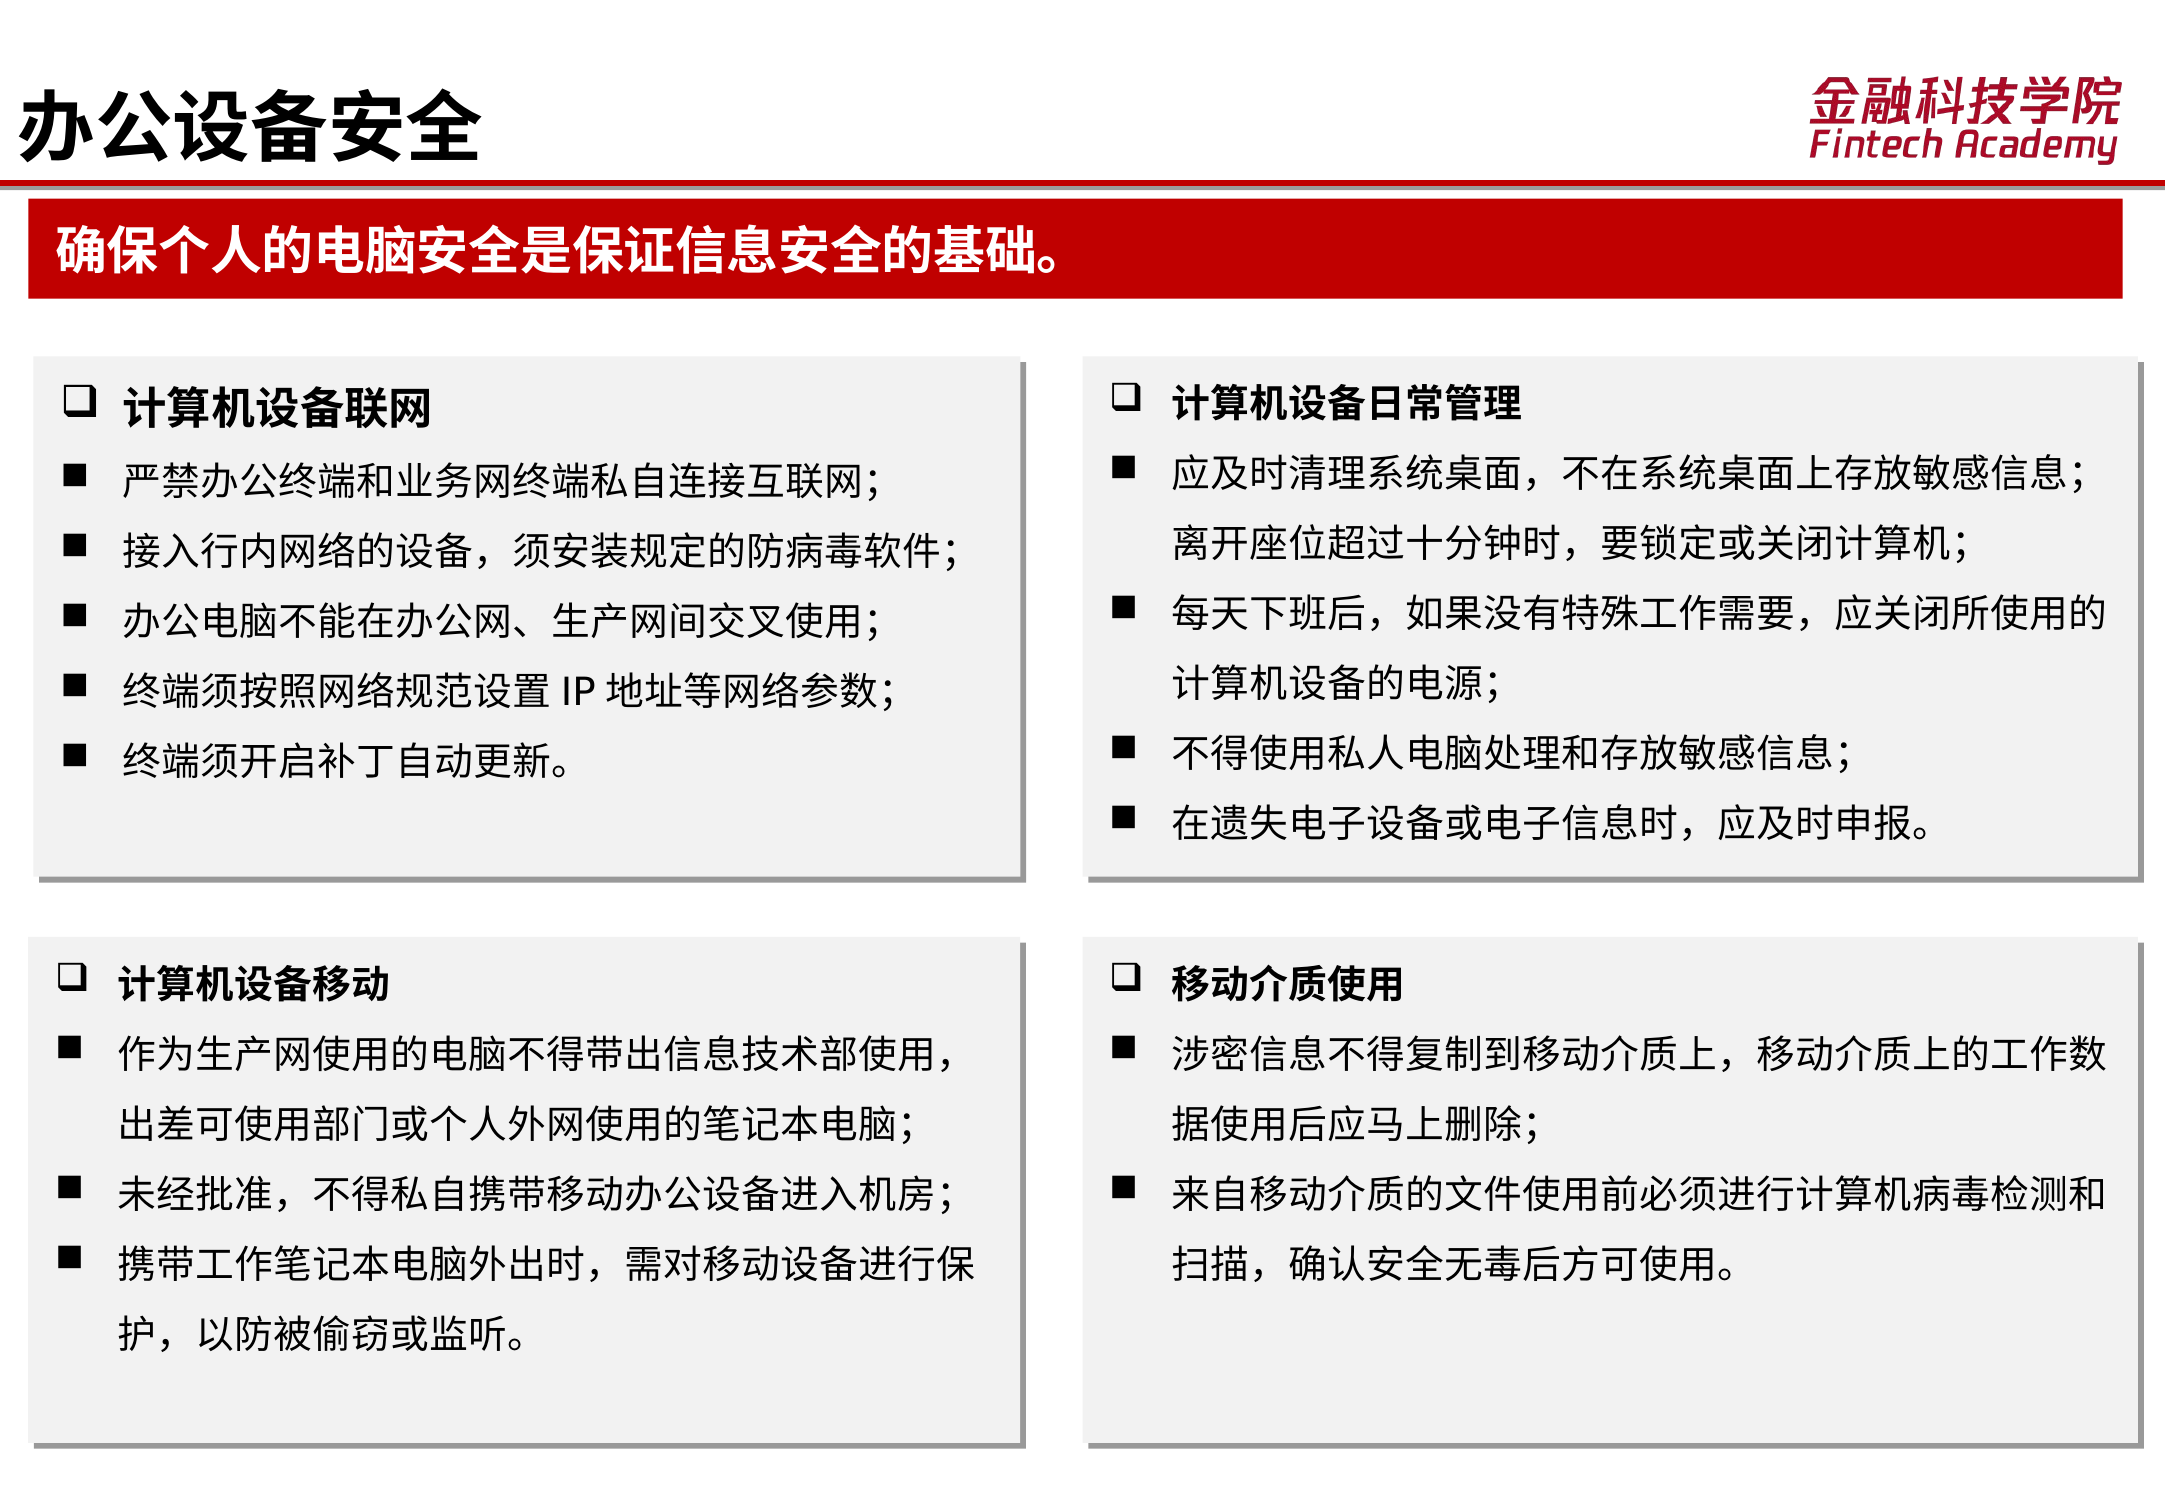 办公设备安全
金融科技学院
Fintech Academy
确保个人的电脑安全是保证信息安全的基础。
❑ 计算机设备联网
■ 严禁办公终端和业务网终端私自连接互联网；
■ 接入行内网络的设备，须安装规定的防病毒软件；
■ 办公电脑不能在办公网、生产网间交叉使用；
■ 终端须按照网络规范设置 IP 地址等网络参数；
■ 终端须开启补丁自动更新。
❑ 计算机设备日常管理
■ 应及时清理系统桌面，不在系统桌面上存放敏感信息；
离开座位超过十分钟时，要锁定或关闭计算机；
■ 每天下班后，如果没有特殊工作需要，应关闭所使用的
计算机设备的电源；
■ 不得使用私人电脑处理和存放敏感信息；
■ 在遗失电子设备或电子信息时，应及时申报。
❑ 计算机设备移动
■ 作为生产网使用的电脑不得带出信息技术部使用，
出差可使用部门或个人外网使用的笔记本电脑；
■ 未经批准，不得私自携带移动办公设备进入机房；
■ 携带工作笔记本电脑外出时，需对移动设备进行保
护，以防被偷窃或监听。
❑ 移动介质使用
■ 涉密信息不得复制到移动介质上，移动介质上的工作数
据使用后应马上删除；
■ 来自移动介质的文件使用前必须进行计算机病毒检测和
扫描，确认安全无毒后方可使用。